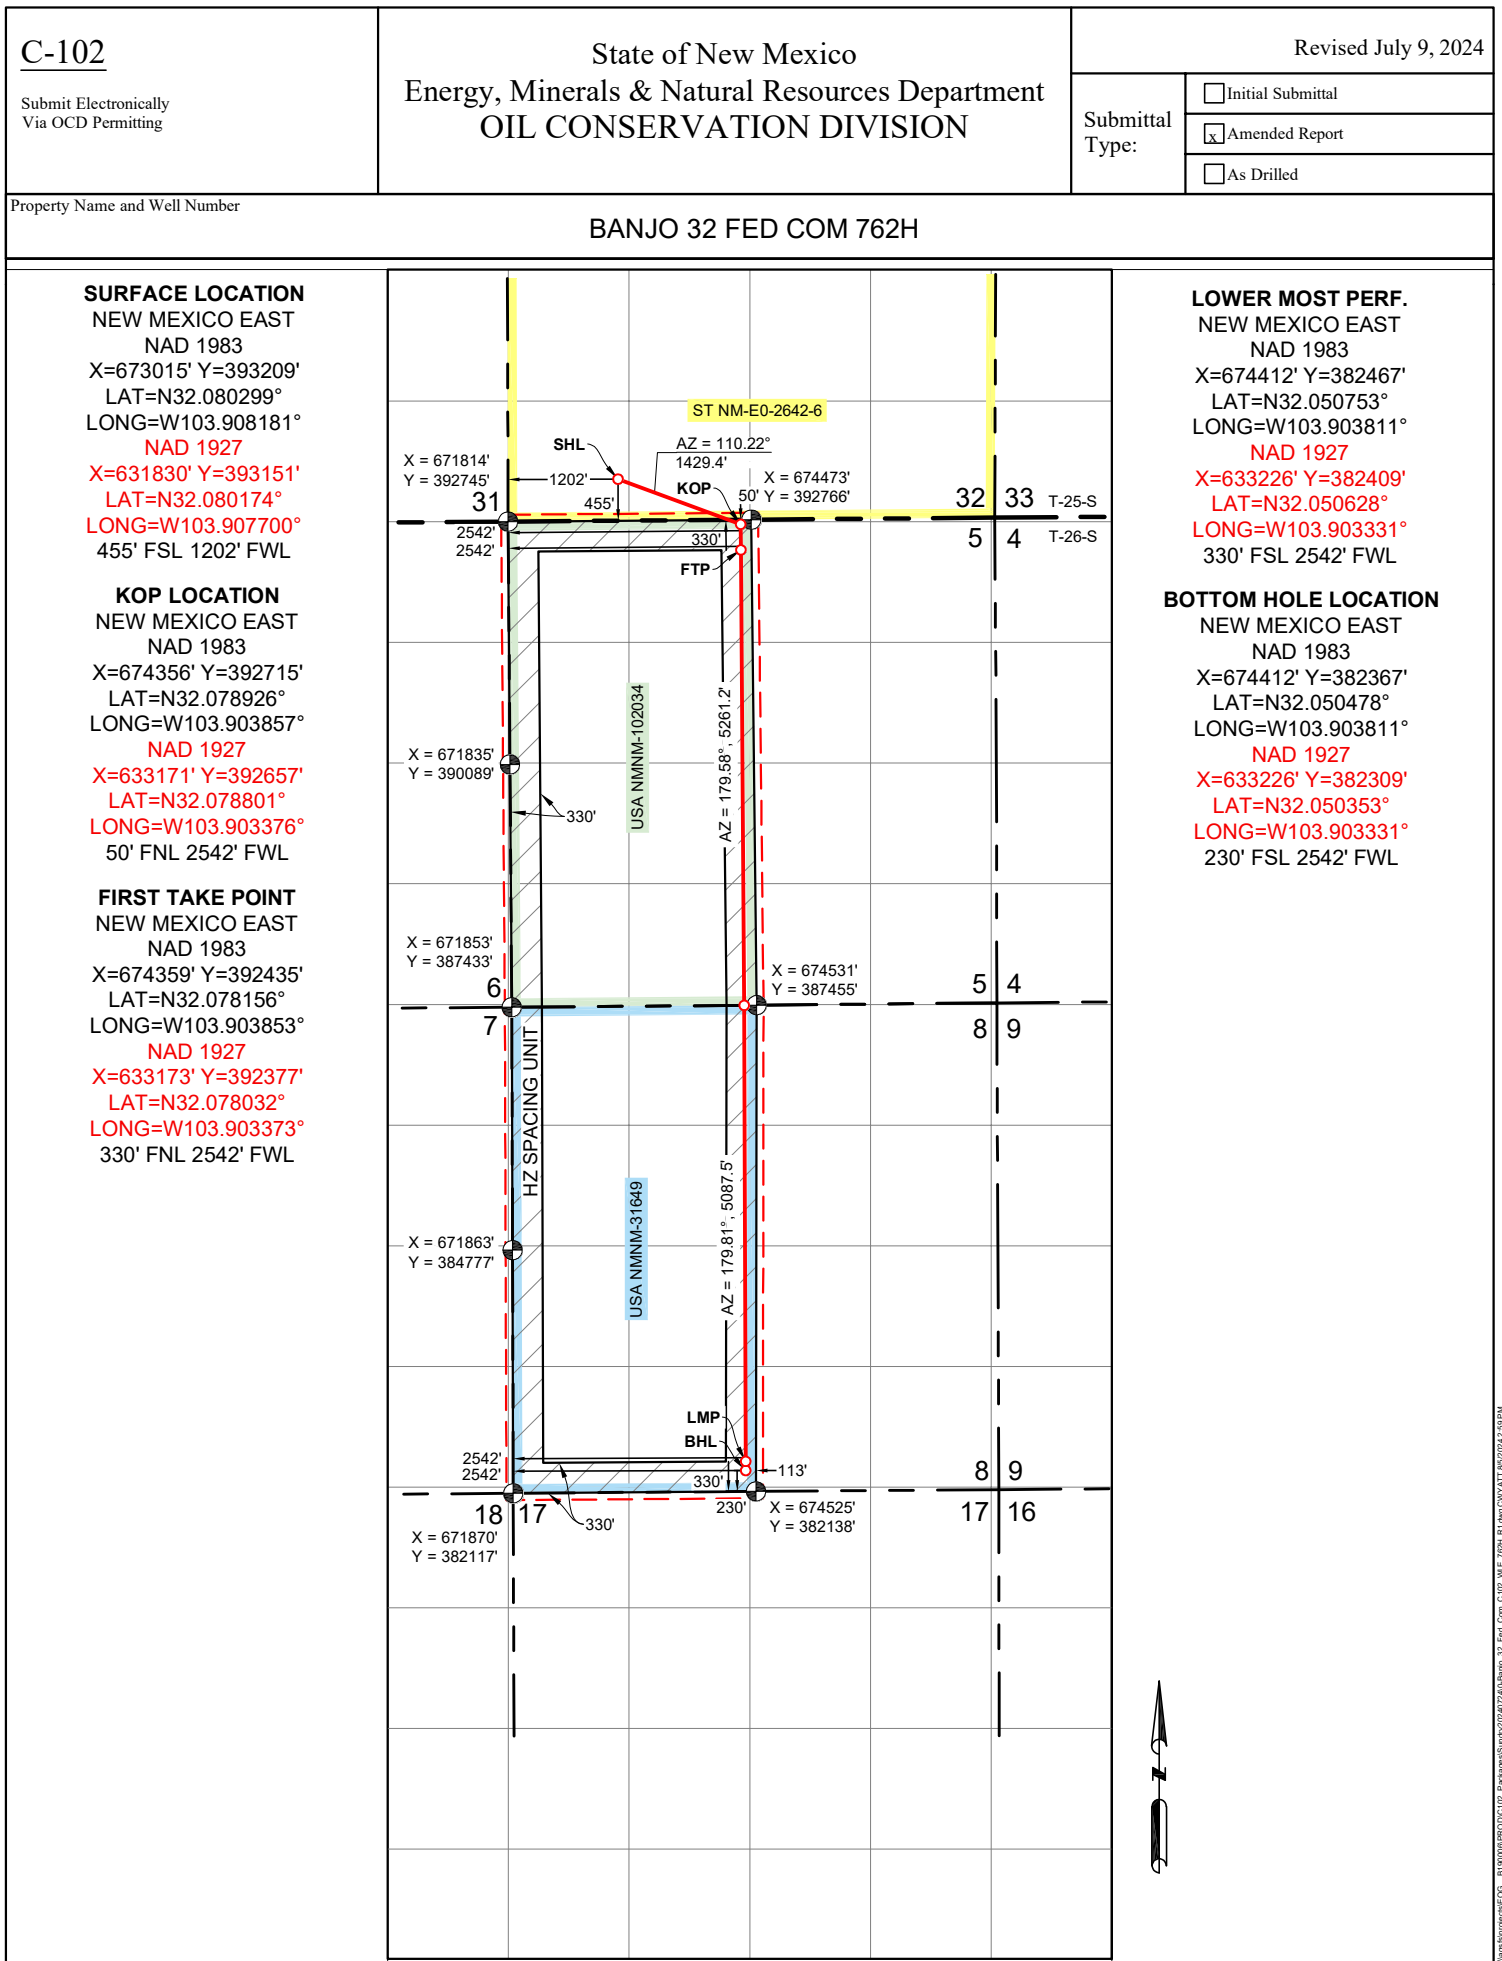 C-102
Submit Electronically
Via OCD Permitting
State of New Mexico
Energy, Minerals & Natural Resources Department
OIL CONSERVATION DIVISION
Revised July 9, 2024
Submittal
Type:
Initial Submittal
x Amended Report
As Drilled
Property Name and Well Number
BANJO 32 FED COM 762H
SURFACE LOCATION
NEW MEXICO EAST
NAD 1983
X=673015' Y=393209'
LAT=N32.080299°
LONG=W103.908181°
NAD 1927
X=631830' Y=393151'
LAT=N32.080174°
LONG=W103.907700°
455' FSL 1202' FWL
KOP LOCATION
NEW MEXICO EAST
NAD 1983
X=674356' Y=392715'
LAT=N32.078926°
LONG=W103.903857°
NAD 1927
X=633171' Y=392657'
LAT=N32.078801°
LONG=W103.903376°
50' FNL 2542' FWL
FIRST TAKE POINT
NEW MEXICO EAST
NAD 1983
X=674359' Y=392435'
LAT=N32.078156°
LONG=W103.903853°
NAD 1927
X=633173' Y=392377'
LAT=N32.078032°
LONG=W103.903373°
330' FNL 2542' FWL
ST NM-E0-2642-6
SHL
AZ = 110.22°
1429.4'
X = 671814'
Y = 392745'
1202'
KOP
X = 674473'
Y = 392766'
50'
455'
31
32 33 T-25-S
5 4 T-26-S
2542'
2542'
330'
FTP
USA NMNM-102034
AZ = 179.58°, 5261.2'
X = 671835'
Y = 390089'
330'
X = 671853'
Y = 387433'
X = 674531'
Y = 387455'
6
7
5 4
8 9
HZ SPACING UNIT
USA NMNM-31649
AZ = 179.81°, 5087.5'
X = 671863'
Y = 384777'
LMP
BHL
2542'
2542'
330'
113'
230'
8 9
17 16
18 17
330'
X = 674525'
Y = 382138'
X = 671870'
Y = 382117'
LOWER MOST PERF.
NEW MEXICO EAST
NAD 1983
X=674412' Y=382467'
LAT=N32.050753°
LONG=W103.903811°
NAD 1927
X=633226' Y=382409'
LAT=N32.050628°
LONG=W103.903331°
330' FSL 2542' FWL
BOTTOM HOLE LOCATION
NEW MEXICO EAST
NAD 1983
X=674412' Y=382367'
LAT=N32.050478°
LONG=W103.903811°
NAD 1927
X=633226' Y=382309'
LAT=N32.050353°
LONG=W103.903331°
230' FSL 2542' FWL
N